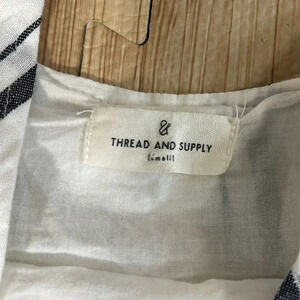 &
THREAD AND SUPPLY
[small]